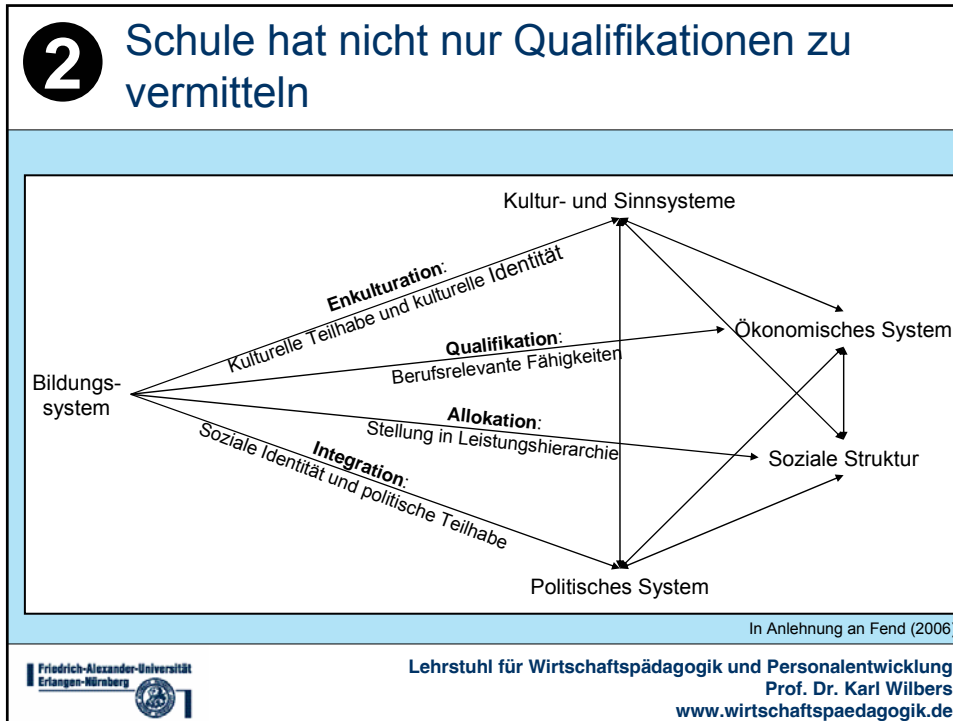 2
Schule hat nicht nur Qualifikationen zu
vermitteln
Kultur- und Sinnsysteme
Enkulturation:
Kulturelle Teilhabe und kulturelle Identität
Ökonomisches System
Qualifikation:
Berufsrelevante Fähigkeiten
Bildungs-
system
Allokation:
Stellung in Leistungshierarchie
Soziale Struktur
Integration:
Soziale Identität und politische Teilhabe
Politisches System
In Anlehnung an Fend (2006)
Friedrich-Alexander-Universität
Erlangen-Nürnberg
Lehrstuhl für Wirtschaftspädagogik und Personalentwicklung
Prof. Dr. Karl Wilbers
www.wirtschaftspaedagogik.de